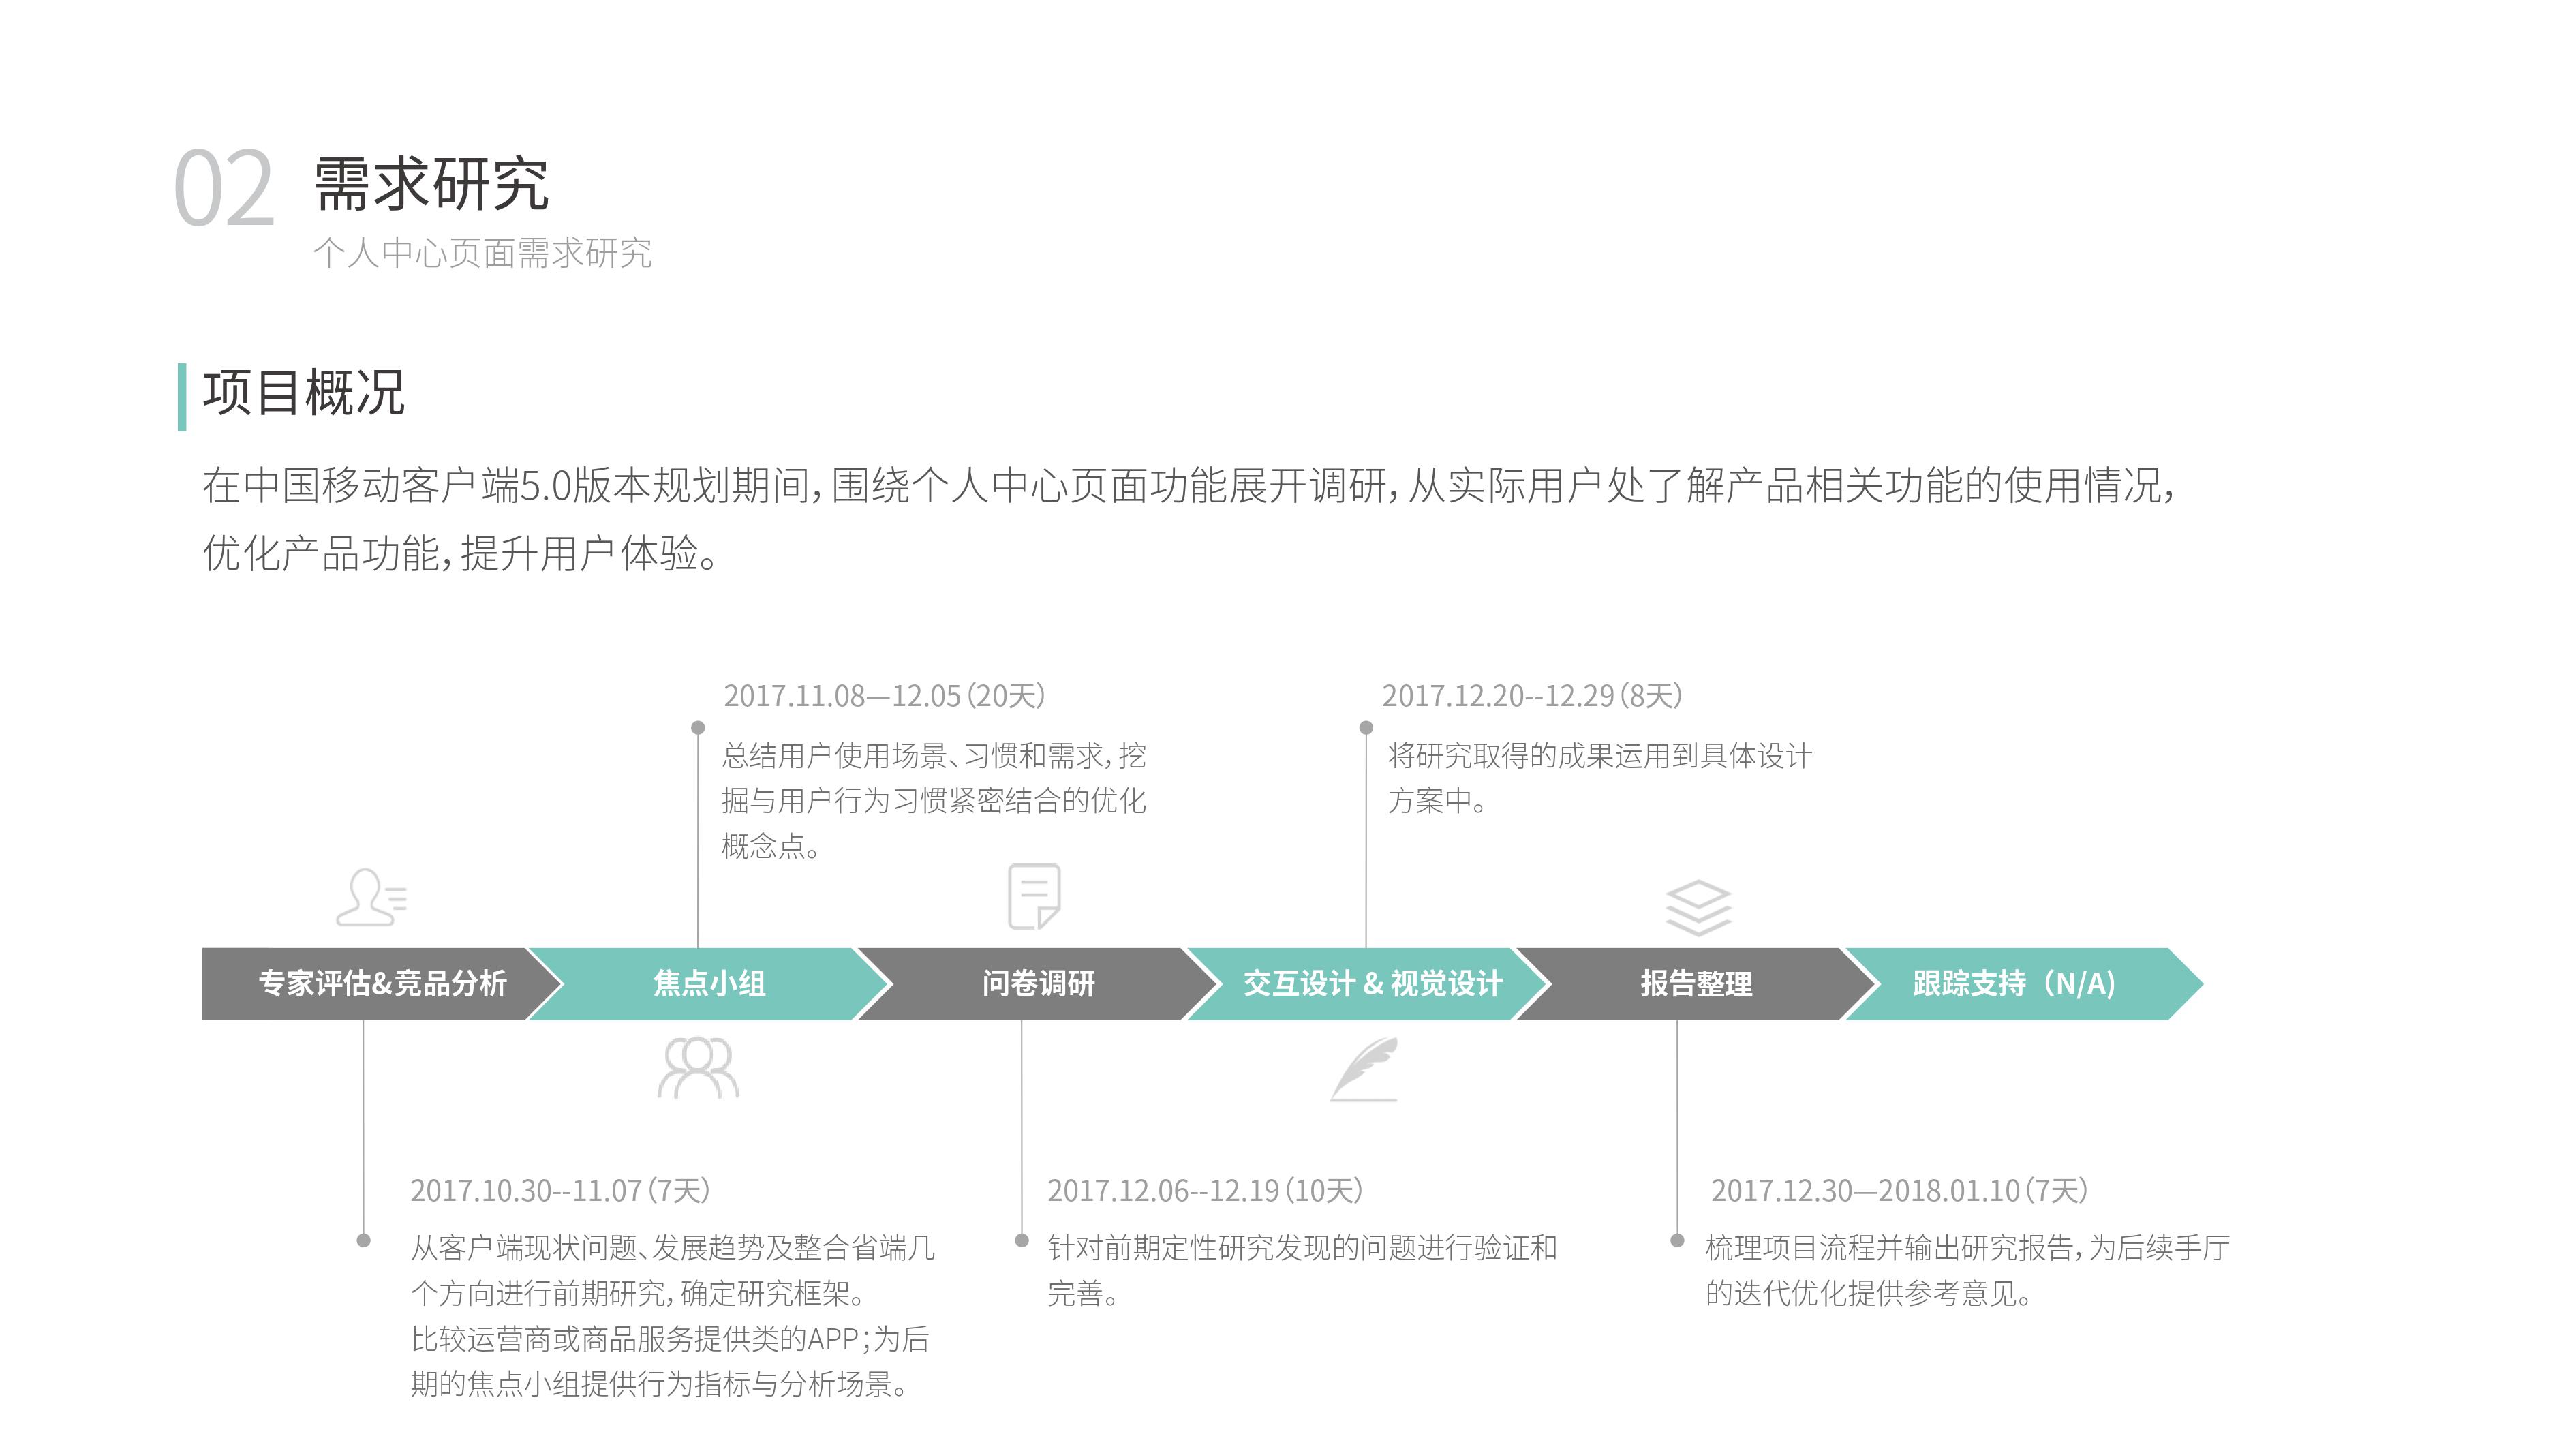 02
需求研究
个人中心页面需求研究
项目概况
在中国移动客户端5.0版本规划期间，围绕个人中心页面功能展开调研，从实际用户处了解产品相关功能的使用情况，
优化产品功能，提升用户体验。
2017.11.08—12.05（20天）
总结用户使用场景、习惯和需求，挖
掘与用户行为习惯紧密结合的优化
概念点。
2017.12.20--12.29（8天）
将研究取得的成果运用到具体设计
方案中。
专家评估&竞品分析
焦点小组
问卷调研
交互设计 & 视觉设计
报告整理
跟踪支持（N/A)
2017.10.30--11.07（7天）
从客户端现状问题、发展趋势及整合省端几
个方向进行前期研究，确定研究框架。
比较运营商或商品服务提供类的APP；为后
期的焦点小组提供行为指标与分析场景。
2017.12.06--12.19（10天）
针对前期定性研究发现的问题进行验证和
完善。
2017.12.30—2018.01.10（7天）
梳理项目流程并输出研究报告，为后续手厅
的迭代优化提供参考意见。